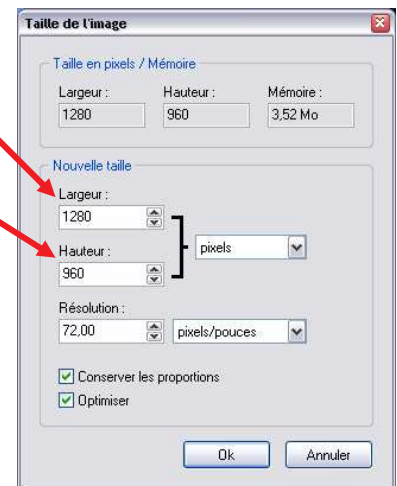 Taille de l'image
Taille en pixels / Mémoire
Largeur : Hauteur : Mémoire :
1280 960 3,52 Mo
Nouvelle taille
Largeur :
1280
pixels
Hauteur :
960
Résolution :
72,00 pixels/pouces
Conserver les proportions
Optimiser
Ok Annuler